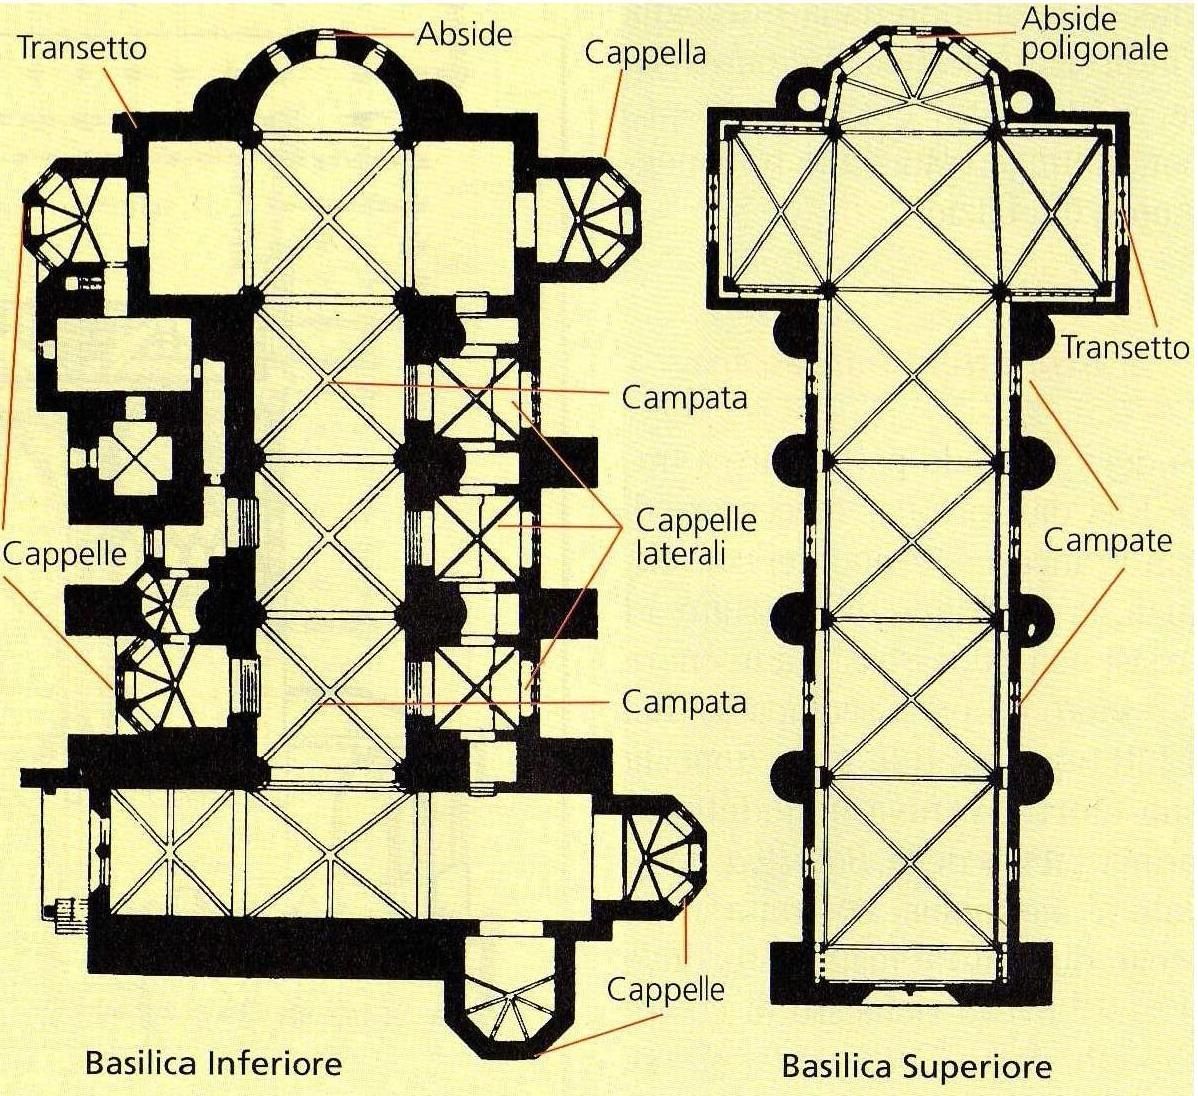 Transetto
Abside
Cappella
Abside
poligonale
Transetto
Campata
Cappelle
laterali
Campate
Cappelle
Campata
Cappelle
Basilica Inferiore
Basilica Superiore